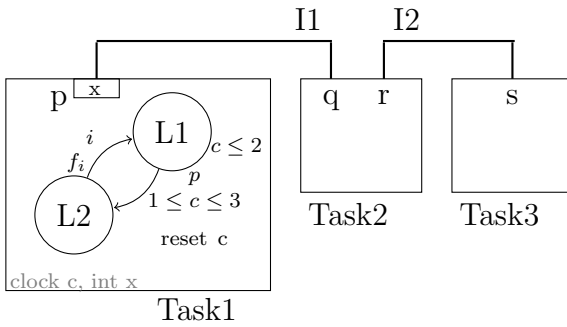 I1 I2
p x q r s
L1
i
c ≤ 2
f_i
p
L2
1 ≤ c ≤ 3
reset c
clock c, int x
Task2 Task3
Task1